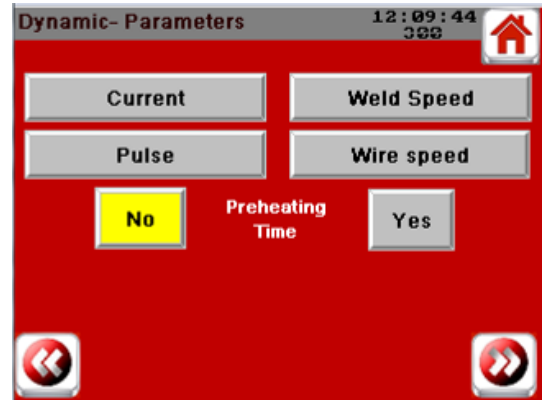 Dynamic- Parameters
12:09:44
Current
Weld Speed
Pulse
Wire speed
No
Preheating
Time
Yes